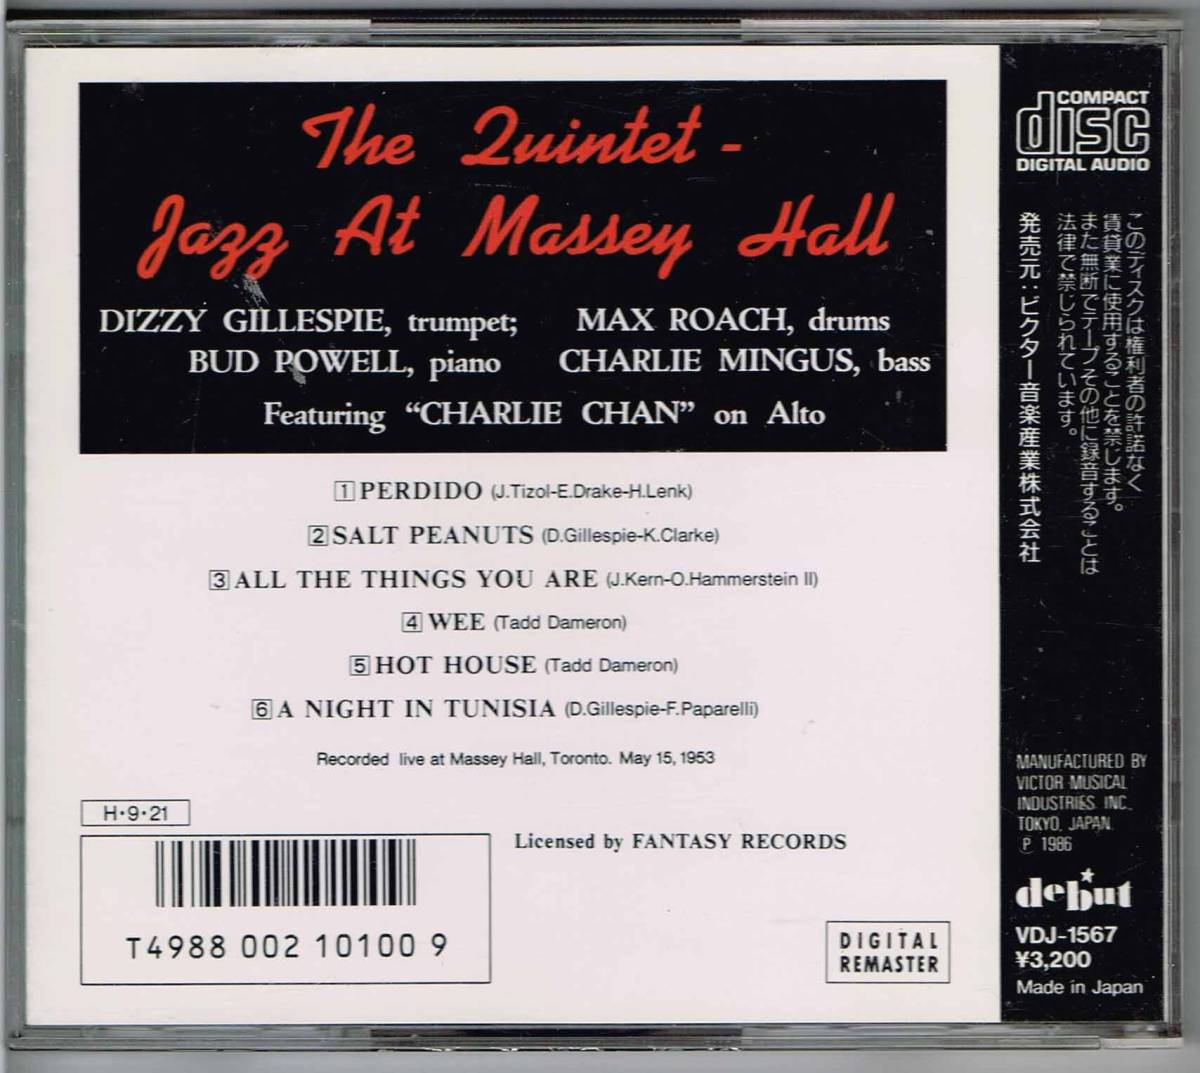 The Quintet -
Jazz At Massey Hall
DIZZY GILLESPIE, trumpet; MAX ROACH, drums
BUD POWELL, piano CHARLIE MINGUS, bass
Featuring “CHARLIE CHAN” on Alto
1 PERDIDO (J.Tizol-E.Drake-H.Lenk)
2 SALT PEANUTS (D.Gillespie-K.Clarke)
3 ALL THE THINGS YOU ARE (J.Kern-O.Hammerstein II)
4 WEE (Tadd Dameron)
5 HOT HOUSE (Tadd Dameron)
6 A NIGHT IN TUNISIA (D.Gillespie-F.Paparelli)
Recorded live at Massey Hall, Toronto. May 15, 1953
H・9・21
Licensed by FANTASY RECORDS
T4988 002 10100 9
DIGITAL
REMASTER
COMPACT
disc
DIGITAL AUDIO
このディスクは権利者の許諾なく
賃貸業に使用することを禁じます。
また無断でテープその他に録音することは
法律で禁じられています。
発売元：ビクター音楽産業株式会社
MANUFACTURED BY
VICTOR MUSICAL
INDUSTRIES, INC.,
TOKYO, JAPAN.
℗ 1986
debut
VDJ-1567
¥3,200
Made in Japan